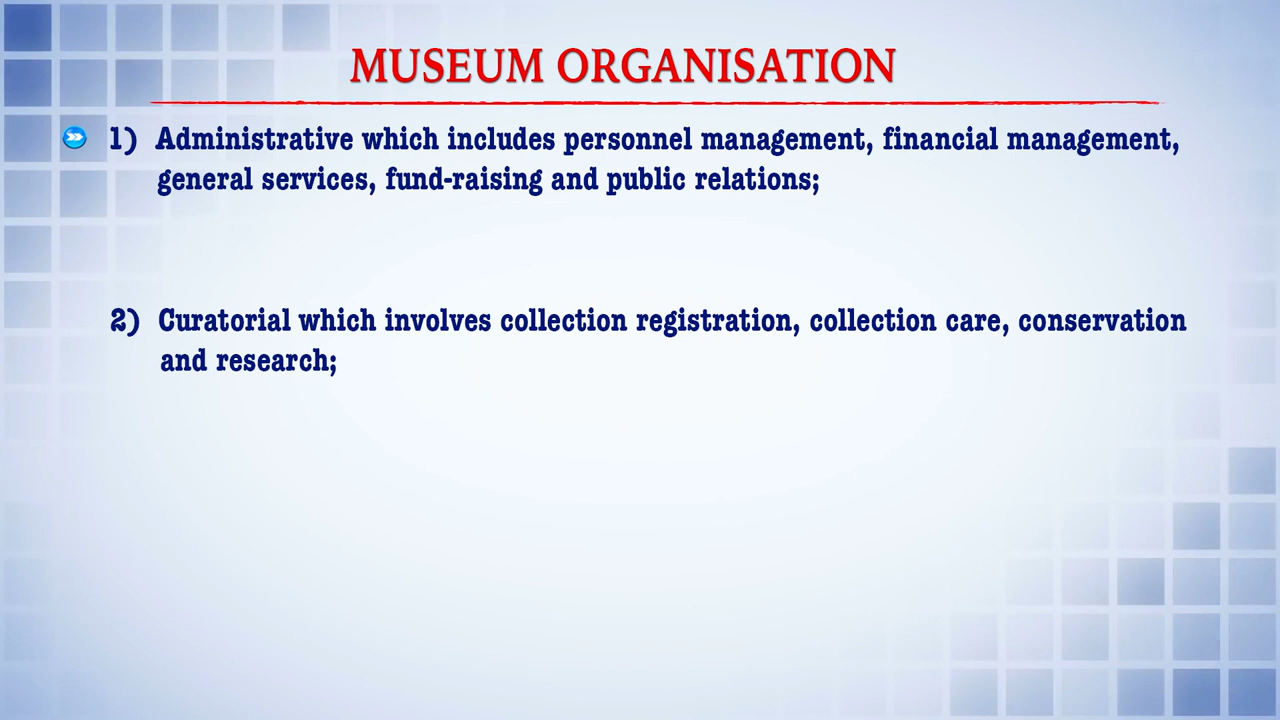 MUSEUM ORGANISATION
1) Administrative which includes personnel management, financial management,
general services, fund-raising and public relations;
2) Curatorial which involves collection registration, collection care, conservation
and research;